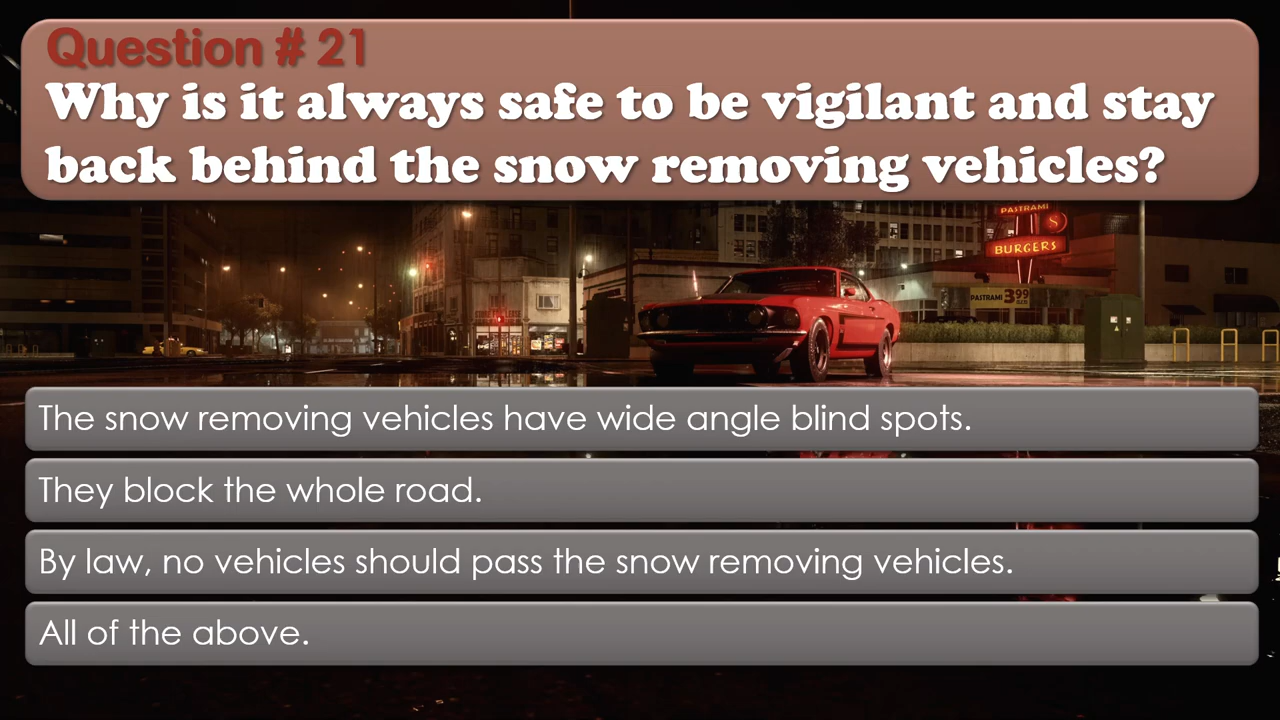 Question # 21
Why is it always safe to be vigilant and stay
back behind the snow removing vehicles?
PASTRAMI
S
BURGERS
PASTRAMI 3.99
The snow removing vehicles have wide angle blind spots.
They block the whole road.
By law, no vehicles should pass the snow removing vehicles.
All of the above.